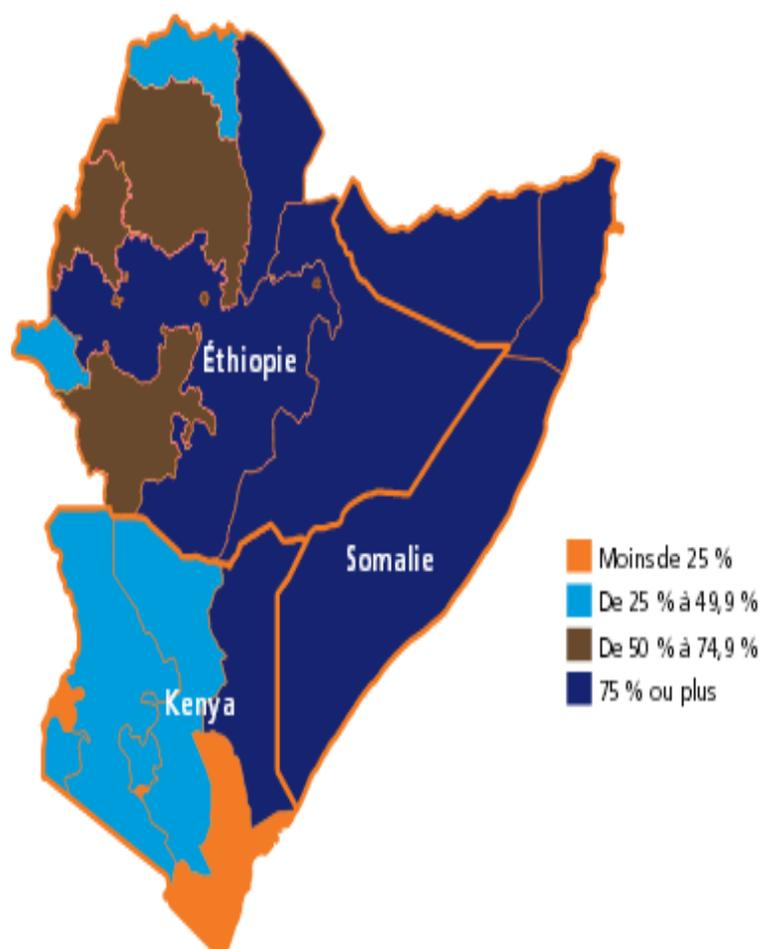 Éthiopie
Somalie
Kenya
Moins de 25 %
De 25 % à 49,9 %
De 50 % à 74,9 %
75 % ou plus